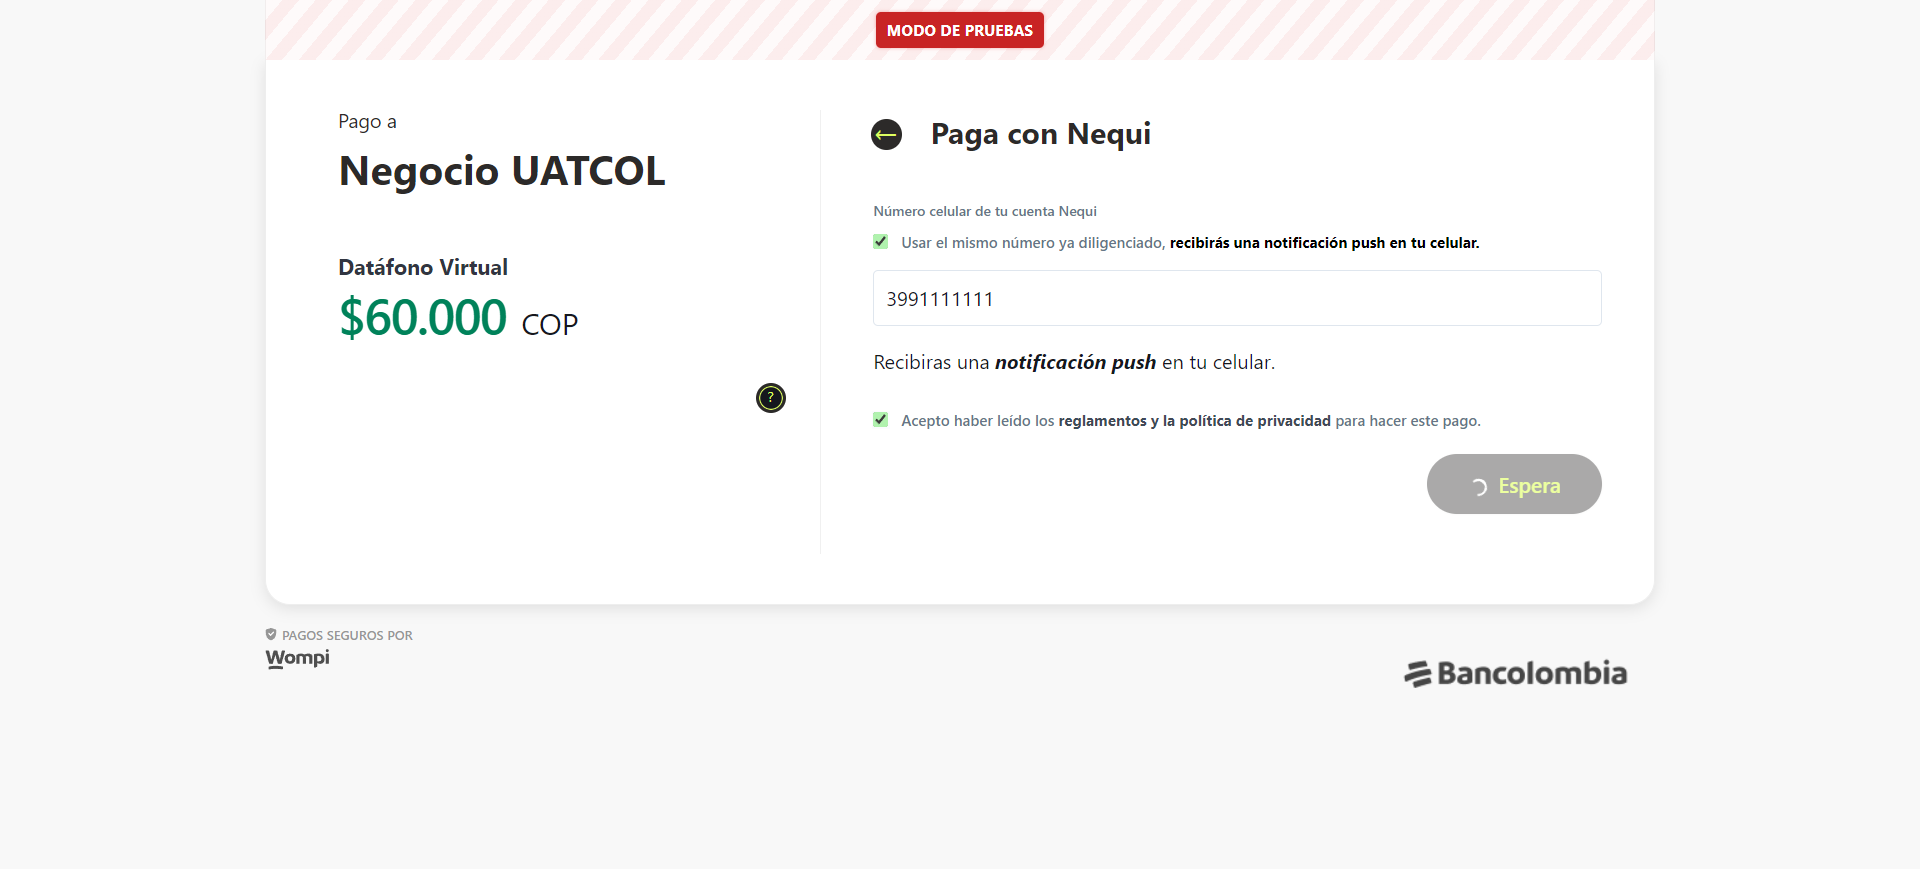 MODO DE PRUEBAS
Pago a
Negocio UATCOL
Datáfono Virtual
$60.000 COP
?
Paga con Nequi
Número celular de tu cuenta Nequi
Usar el mismo número ya diligenciado, recibirás una notificación push en tu celular.
3991111111
Recibiras una notificación push en tu celular.
Acepto haber leído los reglamentos y la política de privacidad para hacer este pago.
Espera
PAGOS SEGUROS POR
Wompi
Bancolombia